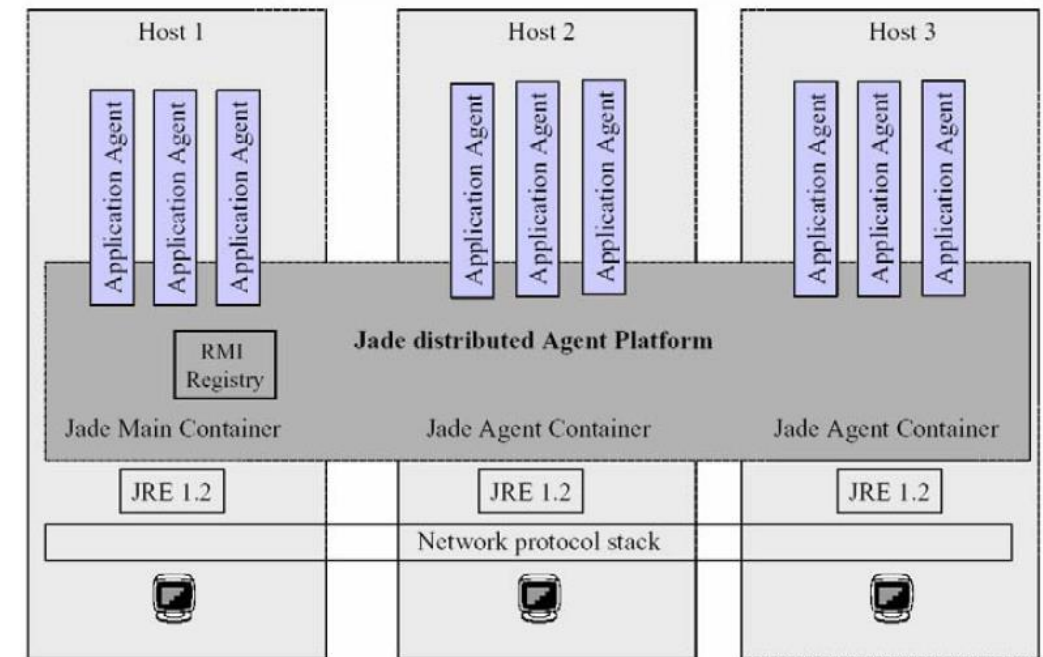 Host 1
Host 2
Host 3
Application Agent
Application Agent
Application Agent
Application Agent
Application Agent
Application Agent
Application Agent
Application Agent
Application Agent
Jade distributed Agent Platform
RMI
Registry
Jade Main Container
Jade Agent Container
Jade Agent Container
JRE 1.2
JRE 1.2
JRE 1.2
Network protocol stack